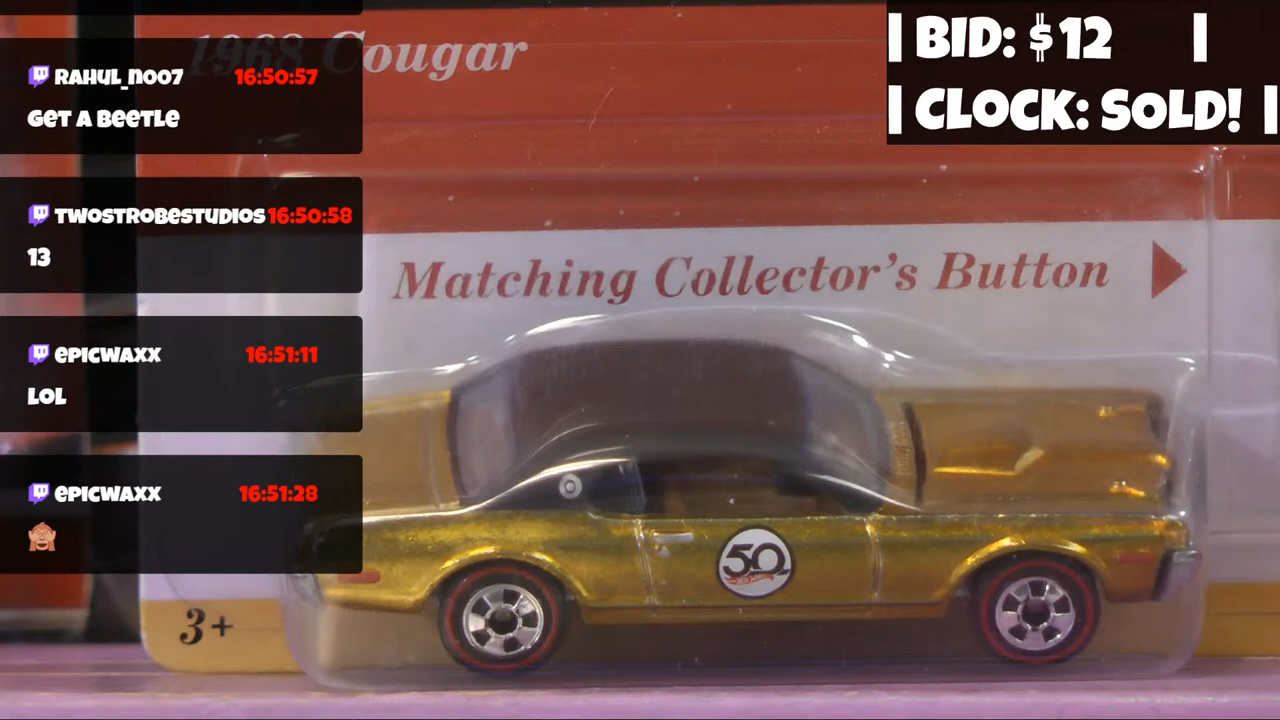 1968 Cougar
| BID: $12 |
| CLOCK: SOLD! |
RAHUL_N007 16:50:57
GET A BEETLE
TWOSTROBESTUDIOS 16:50:58
13
EPICWAXX 16:51:11
LOL
EPICWAXX 16:51:28
Matching Collector's Button
50
3+